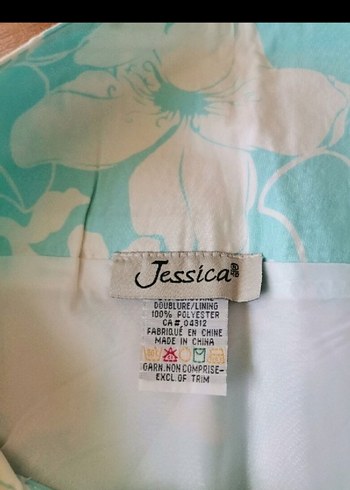 Jessica®
DOUBLURE/LINING
100% POLYESTER
CA#.04312
FABRIQUÉ EN CHINE
MADE IN CHINA
GARN.NON COMPRISE-
EXCL.OF TRIM